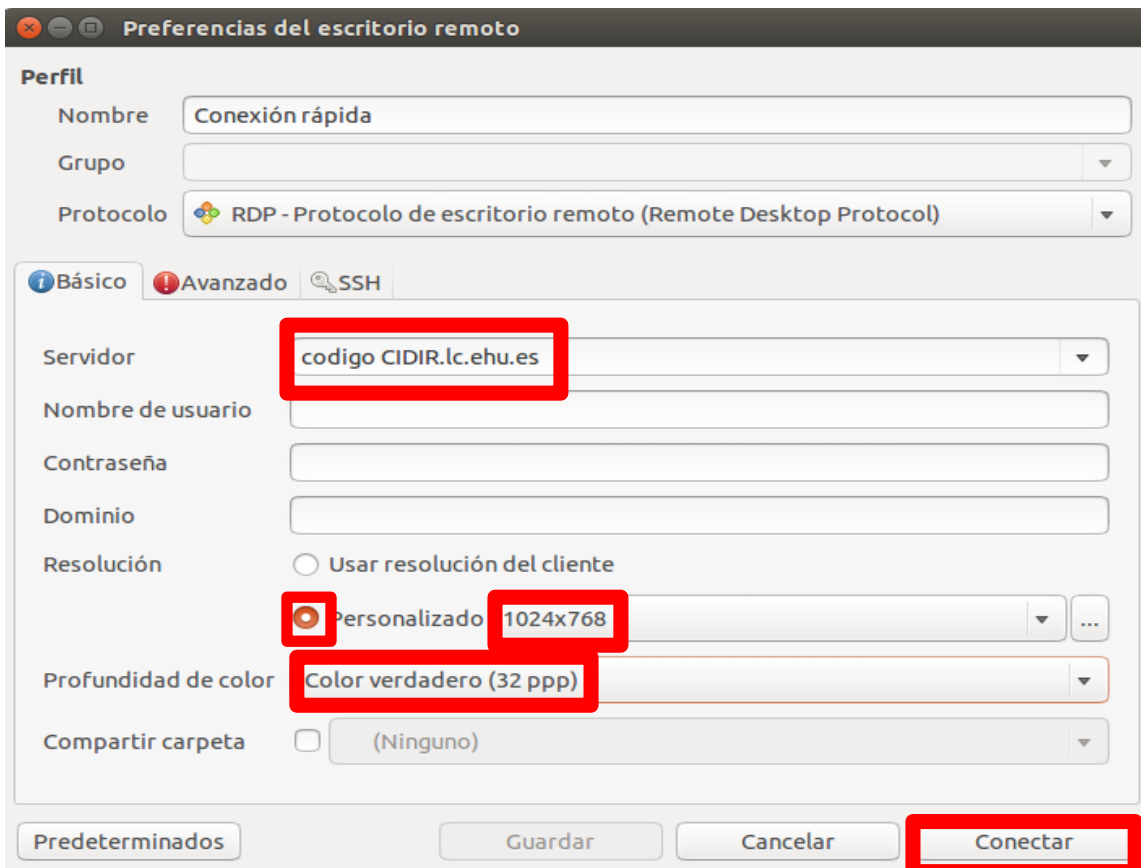 Preferencias del escritorio remoto
Perfil
Nombre Conexión rápida
Grupo
Protocolo RDP - Protocolo de escritorio remoto (Remote Desktop Protocol)
Básico Avanzado SSH
Servidor codigo CIDIR.lc.ehu.es
Nombre de usuario
Contraseña
Dominio
Resolución Usar resolución del cliente
Personalizado 1024x768 ...
Profundidad de color Color verdadero (32 ppp)
Compartir carpeta (Ninguno)
Predeterminados Guardar Cancelar Conectar